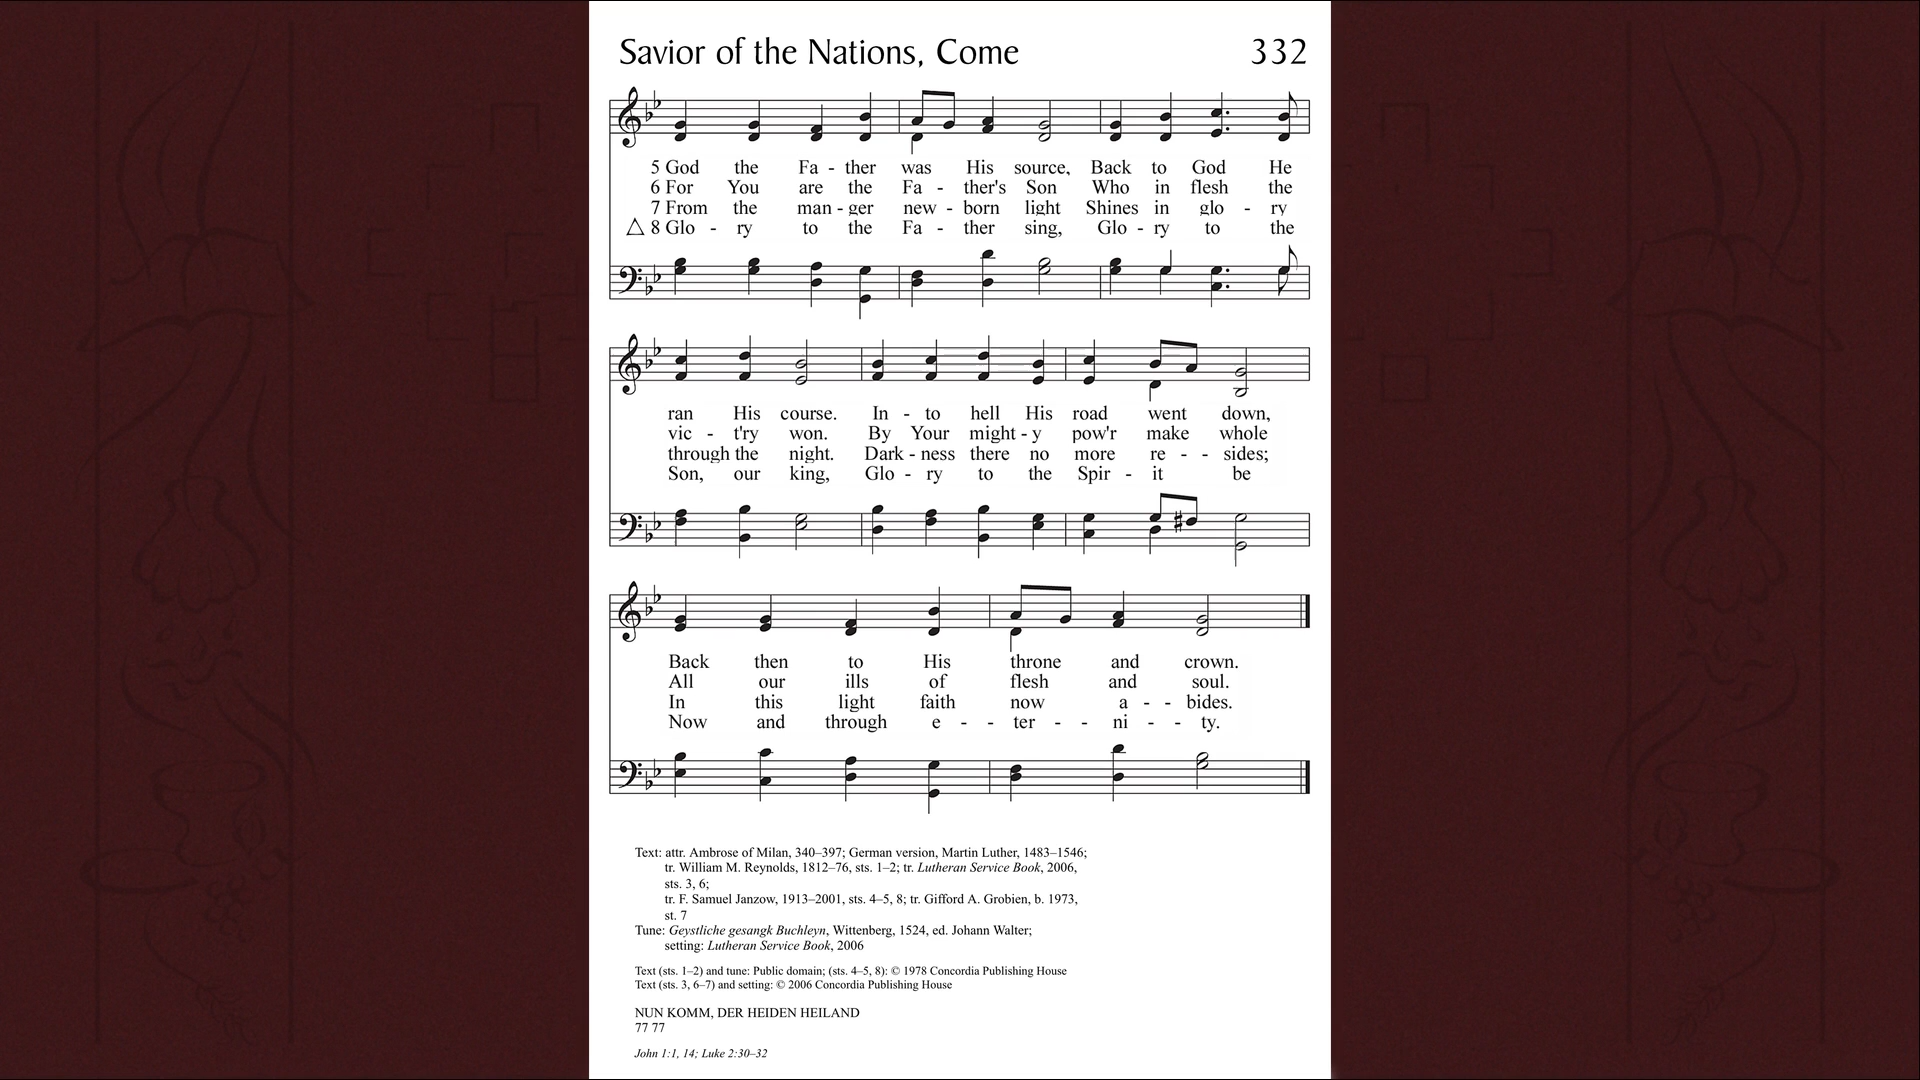 Savior of the Nations, Come 332
5 God the Fa - ther was His source, Back to God He
6 For You are the Fa - ther's Son Who in flesh the
7 From the man - ger new - born light Shines in glo - ry
△ 8 Glo - ry to the Fa - ther sing, Glo - ry to the
ran His course. In - to hell His road went down,
vic - t'ry won. By Your might - y pow'r make whole
through the night. Dark - ness there no more re - - sides;
Son, our king, Glo - ry to the Spir - it be
Back then to His throne and crown.
All our ills of flesh and soul.
In this light faith now a - - bides.
Now and through e - - ter - - ni - - ty.
Text: attr. Ambrose of Milan, 340–397; German version, Martin Luther, 1483–1546;
tr. William M. Reynolds, 1812–76, sts. 1–2; tr. Lutheran Service Book, 2006,
sts. 3, 6;
tr. F. Samuel Janzow, 1913–2001, sts. 4–5, 8; tr. Gifford A. Grobien, b. 1973,
st. 7
Tune: Geystliche gesangk Buchleyn, Wittenberg, 1524, ed. Johann Walter;
setting: Lutheran Service Book, 2006
Text (sts. 1–2) and tune: Public domain; (sts. 4–5, 8): © 1978 Concordia Publishing House
Text (sts. 3, 6–7) and setting: © 2006 Concordia Publishing House
NUN KOMM, DER HEIDEN HEILAND
77 77
John 1:1, 14; Luke 2:30–32